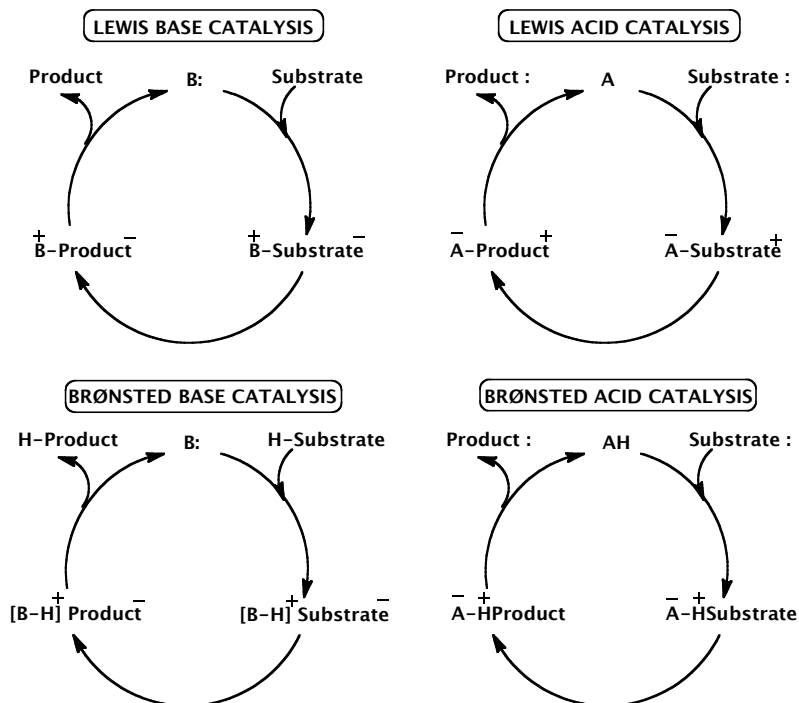 LEWIS BASE CATALYSIS
Product
B:
Substrate
+ −
B–Product
+ −
B–Substrate
LEWIS ACID CATALYSIS
Product :
A
Substrate :
− +
A–Product
− +
A–Substrate
BRØNSTED BASE CATALYSIS
H–Product
B:
H–Substrate
+ −
[B–H] Product
+ −
[B–H] Substrate
BRØNSTED ACID CATALYSIS
Product :
AH
Substrate :
− +
A–HProduct
− +
A–HSubstrate